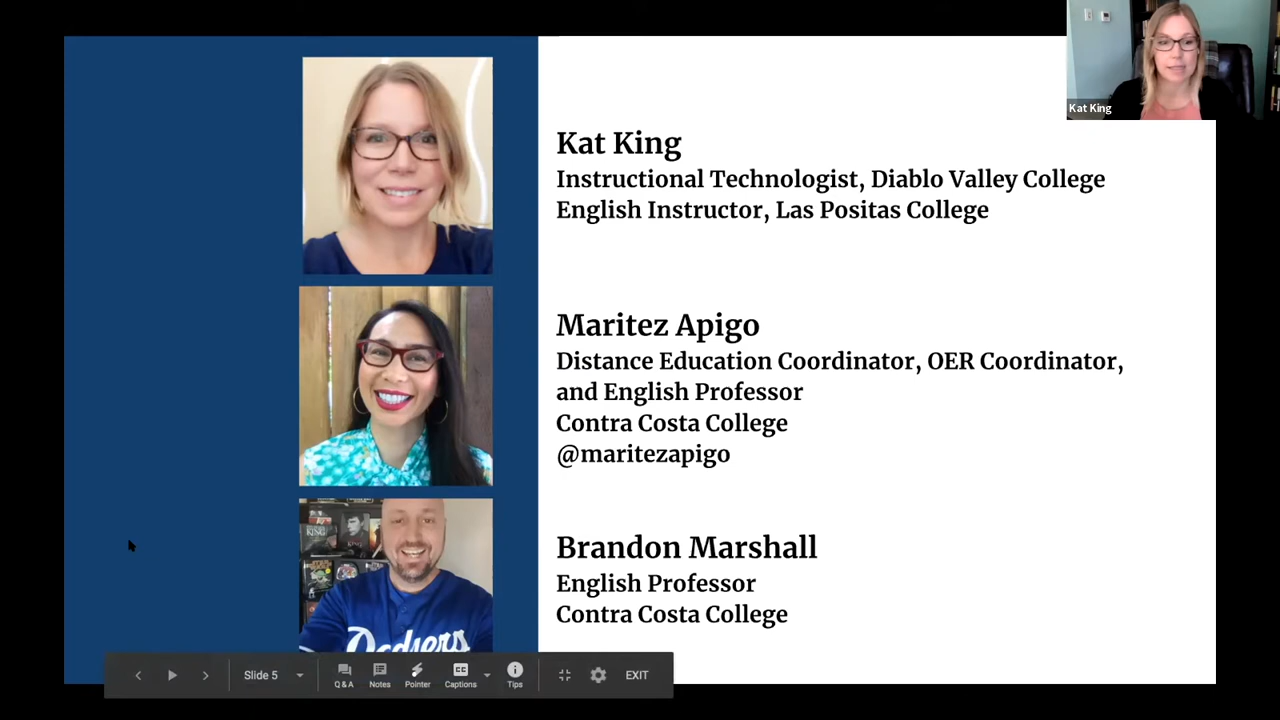 Kat King
Kat King
Instructional Technologist, Diablo Valley College
English Instructor, Las Positas College
Maritez Apigo
Distance Education Coordinator, OER Coordinator,
and English Professor
Contra Costa College
@maritezapigo
Brandon Marshall
English Professor
Contra Costa College
Dodgers
Slide 5
Q & A
Notes
Pointer
Captions
Tips
EXIT